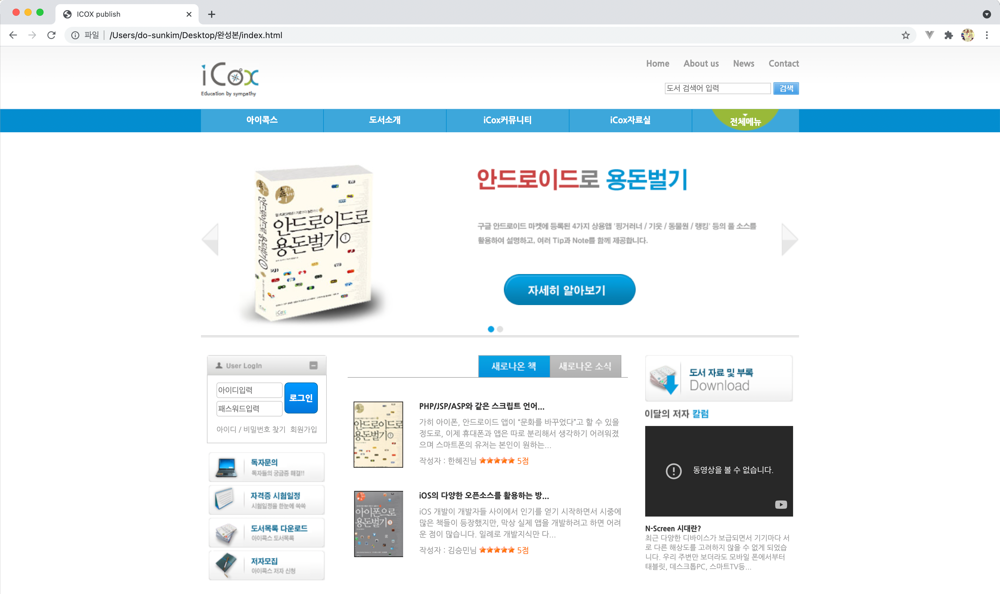 ICOX publish
파일 /Users/do-sunkim/Desktop/완성본/index.html
iCox
Education by sympathy
Home About us News Contact
도서 검색어 입력 검색
아이콕스 도서소개 iCox커뮤니티 iCox자료실 전체메뉴
안드로이드로 용돈벌기
안드로이드로
용돈벌기 1
안드로이드로 용돈벌기 1
iCox
구글 안드로이드 마켓에 등록된 4가지 상용앱 '핑거러너 / 기웃 / 동물원 / 랭킹' 등의 풀 소스를
활용하여 설명하고, 여러 Tip과 Note를 함께 제공합니다.
자세히 알아보기
User LogIn
아이디입력
패스워드입력
로그인
아이디 / 비밀번호 찾기 회원가입
독자문의
독자들의 궁금증 해결!!
자격증 시험일정
시험일정을 한눈에 쏙쏙
도서목록 다운로드
아이콕스 도서목록
저자모집
아이콕스 저자 신청
새로나온 책 새로나온 소식
안드로이드로
용돈벌기 1
PHP/JSP/ASP와 같은 스크립트 언어...
가히 아이폰, 안드로이드 앱이 “문화를 바꾸었다”고 할 수 있을
정도로, 이제 휴대폰과 앱은 따로 분리해서 생각하기 어려워졌
으며 스마트폰의 유저는 본인이 원하는...
작성자 : 한혜진님 5점
아이폰으로
용돈벌기 1
iOS의 다양한 오픈소스를 활용하는 방...
iOS 개발이 개발자들 사이에서 인기를 얻기 시작하면서 시중에
많은 책들이 등장했지만, 막상 실제 앱을 개발하려고 하면 어려
운 점이 많습니다. 일례로 개발지식만 다...
작성자 : 김승민님 5점
도서 자료 및 부록
Download
이달의 저자 칼럼
동영상을 볼 수 없습니다.
N-Screen 시대란?
최근 다양한 디바이스가 보급되면서 기기마다 서
로 다른 해상도를 고려하지 않을 수 없게 되었습
니다. 우리 주변만 보더라도 모바일 폰에서부터
태블릿, 데스크톱PC, 스마트TV등...